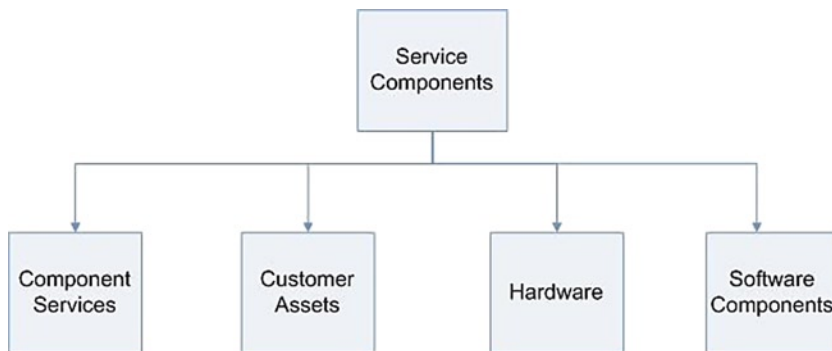 Service
Components
Component
Services
Customer
Assets
Hardware
Software
Components